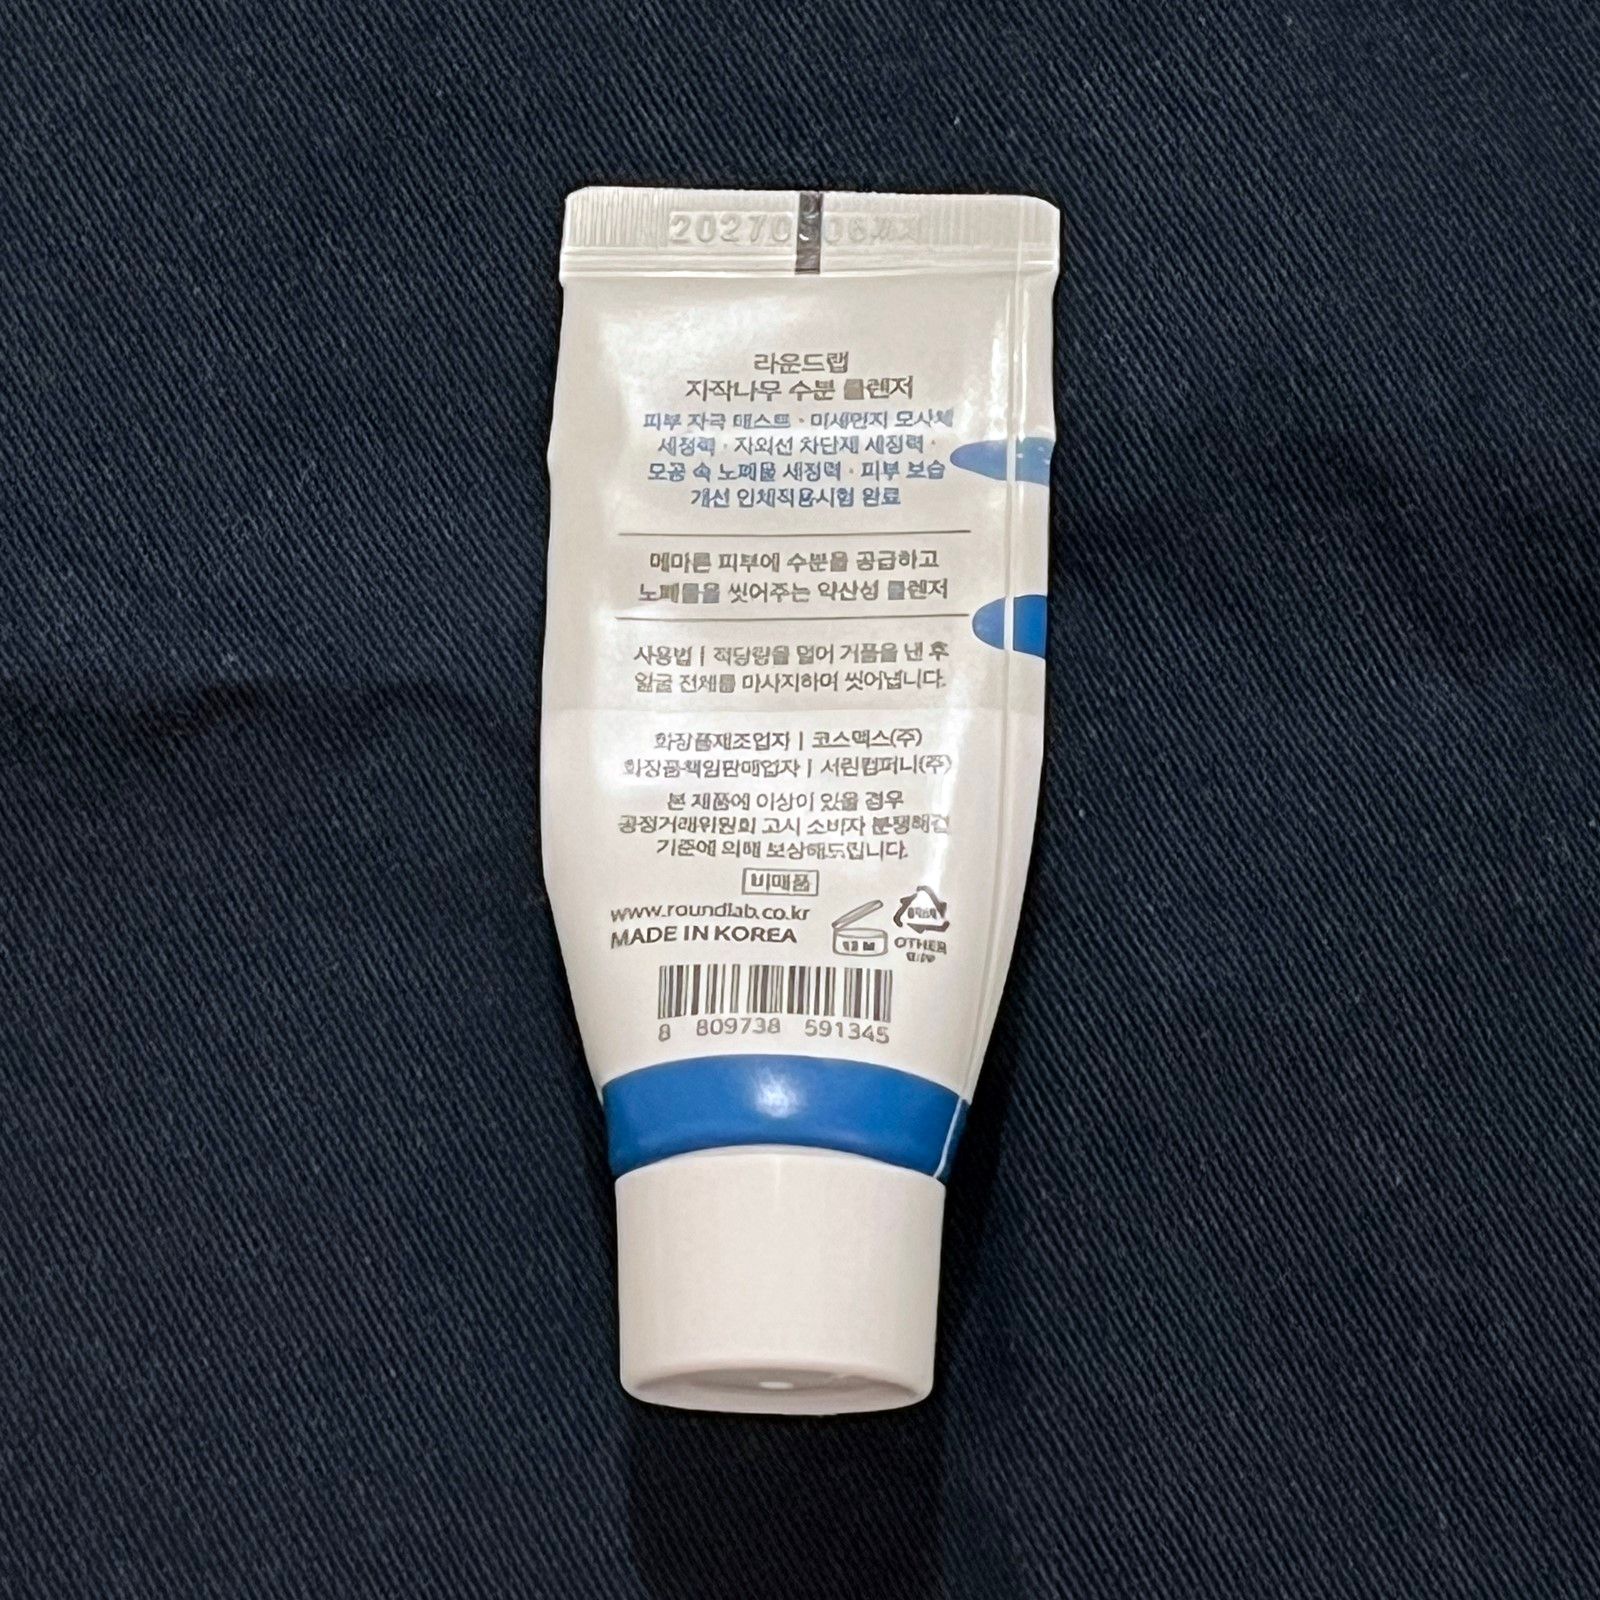 라운드랩
자작나무 수분 클렌저
피부 자극 테스트 · 미세먼지 모사체
세정력 · 자외선 차단제 세정력 ·
모공 속 노폐물 세정력 · 피부 보습
개선 인체적용시험 완료
메마른 피부에 수분을 공급하고
노폐물을 씻어주는 약산성 클렌저
사용법 | 적당량을 덜어 거품을 낸 후
얼굴 전체를 마사지하며 씻어냅니다.
화장품제조업자 | 코스맥스(주)
화장품책임판매업자 | 서린컴퍼니(주)
본 제품에 이상이 있을 경우
공정거래위원회 고시 소비자 분쟁해결
기준에 의해 보상해드립니다.
비매품
www.roundlab.co.kr
MADE IN KOREA
12 M
OTHER
8 809738 591345